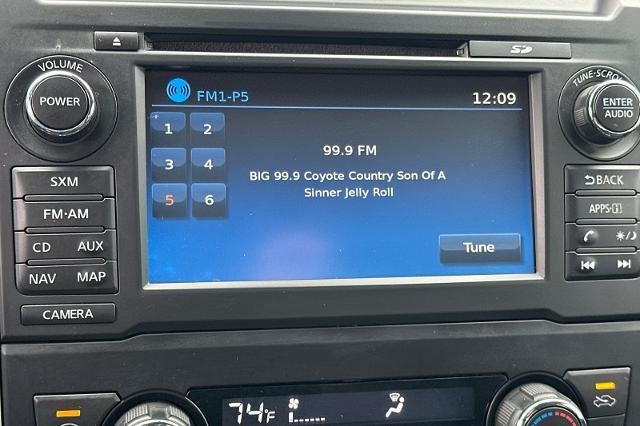 SD
VOLUME
TUNE·SCROLL
POWER
FM1-P5
12:09
ENTER
AUDIO
1 2
99.9 FM
3 4
BIG 99.9 Coyote Country Son Of A
Sinner Jelly Roll
5 6
Tune
SXM
FM·AM
CD AUX
NAV MAP
CAMERA
BACK
APPS·i
74°F